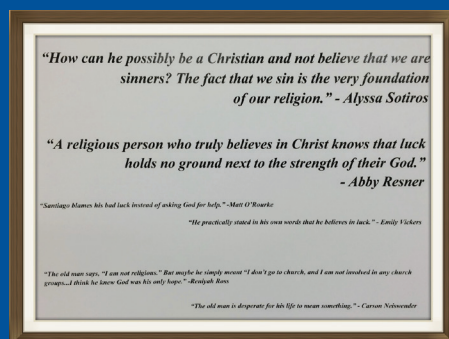 “How can he possibly be a Christian and not believe that we are
sinners? The fact that we sin is the very foundation
of our religion.” - Alyssa Sotiros
“A religious person who truly believes in Christ knows that luck
holds no ground next to the strength of their God.”
- Abby Resner
“Santiago blames his bad luck instead of asking God for help.” -Matt O'Rourke
“He practically stated in his own words that he believes in luck.” - Emily Vickers
“The old man says, “I am not religious.” But maybe he simply meant “I don't go to church, and I am not involved in any church
groups...I think he knew God was his only hope.” -Reniyah Ross
“The old man is desperate for his life to mean something.” - Carson Neiswender